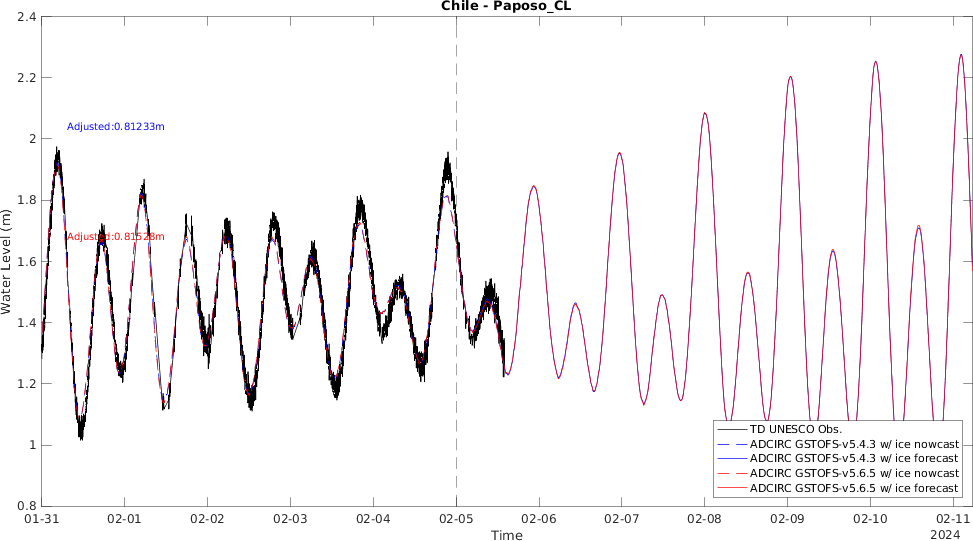 Chile - Paposo_CL
2.4
2.2
2
1.8
1.6
1.4
1.2
1
0.8
Water Level (m)
Adjusted:0.81233m
Adjusted:0.81528m
TD UNESCO Obs.
ADCIRC GSTOFS-v5.4.3 w/ ice nowcast
ADCIRC GSTOFS-v5.4.3 w/ ice forecast
ADCIRC GSTOFS-v5.6.5 w/ ice nowcast
ADCIRC GSTOFS-v5.6.5 w/ ice forecast
01-31 02-01 02-02 02-03 02-04 02-05 02-06 02-07 02-08 02-09 02-10 02-11
2024
Time